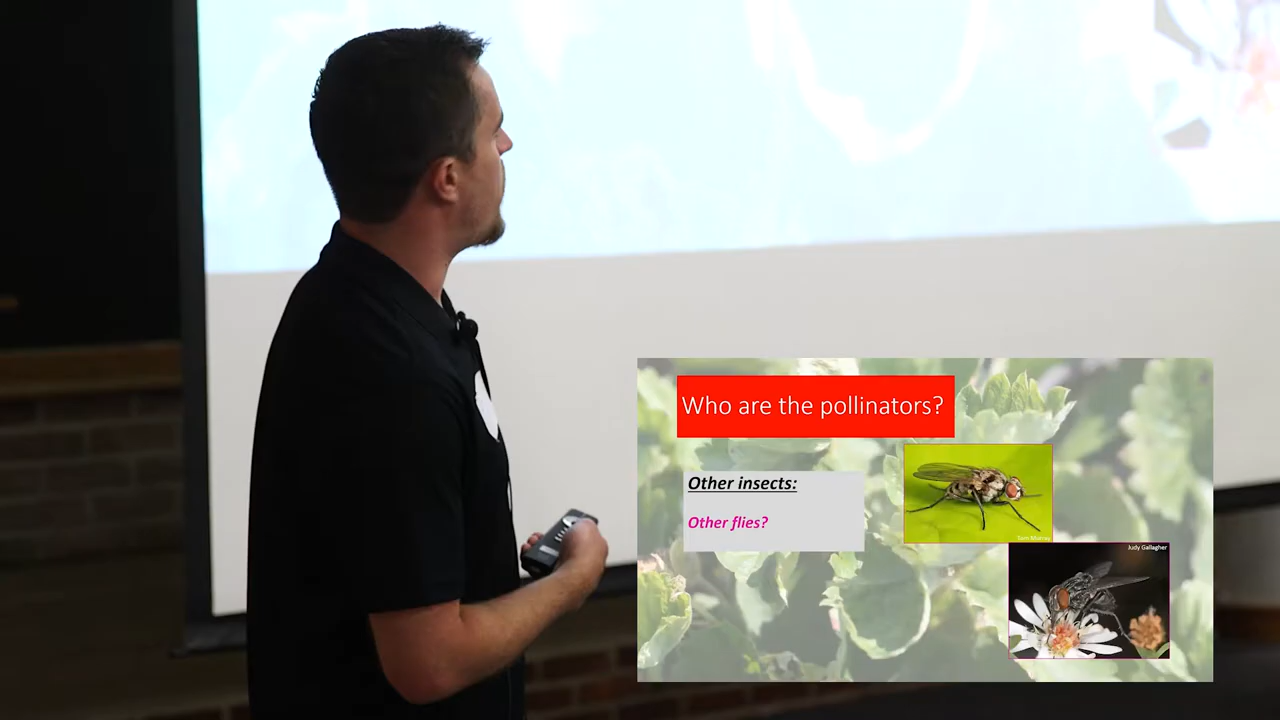 Who are the pollinators?
Other insects:
Other flies?
Judy Gallagher